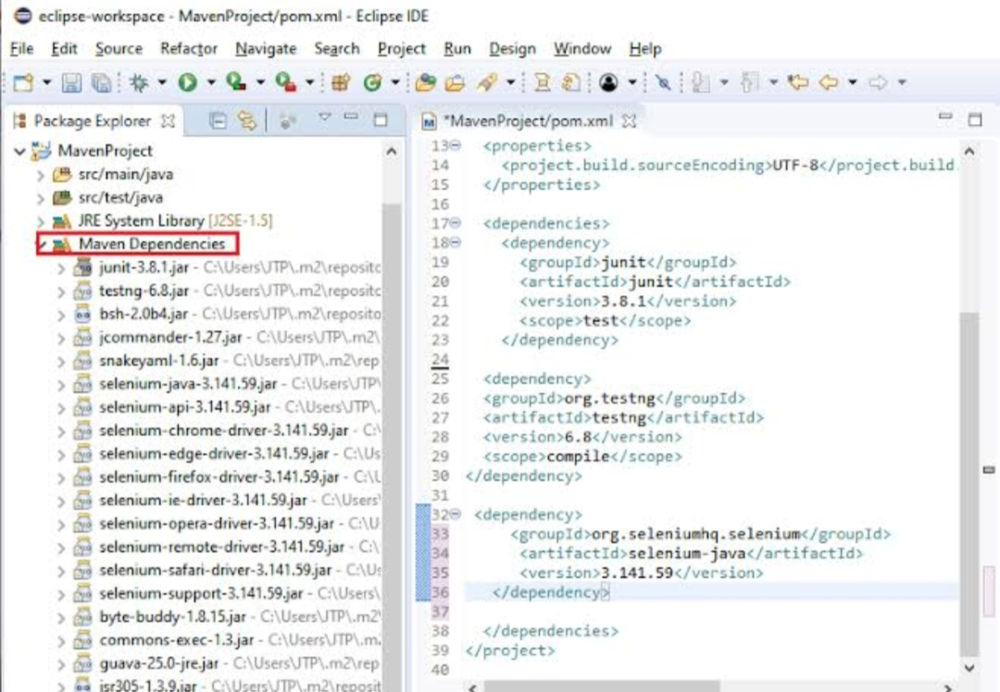 eclipse-workspace - MavenProject/pom.xml - Eclipse IDE
File Edit Source Refactor Navigate Search Project Run Design Window Help
Package Explorer
MavenProject
src/main/java
src/test/java
JRE System Library [J2SE-1.5]
Maven Dependencies
junit-3.8.1.jar - C:\Users\JTP\.m2\repositc
testng-6.8.jar - C:\Users\JTP\.m2\repositc
bsh-2.0b4.jar - C:\Users\JTP\.m2\repositо
jcommander-1.27.jar - C:\Users\JTP\.m2\
snakeyaml-1.6.jar - C:\Users\JTP\.m2\rep
selenium-java-3.141.59.jar - C:\Users\JTP\
selenium-api-3.141.59.jar - C:\Users\JTP\.
selenium-chrome-driver-3.141.59.jar - C:\
selenium-edge-driver-3.141.59.jar - C:\Us
selenium-firefox-driver-3.141.59.jar - C:\U
selenium-ie-driver-3.141.59.jar - C:\Users\
selenium-opera-driver-3.141.59.jar - C:\Us
selenium-remote-driver-3.141.59.jar - C:\U
selenium-safari-driver-3.141.59.jar - C:\Us
selenium-support-3.141.59.jar - C:\Users\
byte-buddy-1.8.15.jar - C:\Users\JTP\.m2\
commons-exec-1.3.jar - C:\Users\JTP\.m.
guava-25.0-jre.jar - C:\Users\JTP\.m2\rep
jsr305-1.3.9.jar - C:\Users\JTP\.m2\reposit
*MavenProject/pom.xml
13 <properties>
14 <project.build.sourceEncoding>UTF-8</project.build.
15 </properties>
16
17 <dependencies>
18 <dependency>
19 <groupId>junit</groupId>
20 <artifactId>junit</artifactId>
21 <version>3.8.1</version>
22 <scope>test</scope>
23 </dependency>
24
25 <dependency>
26 <groupId>org.testng</groupId>
27 <artifactId>testng</artifactId>
28 <version>6.8</version>
29 <scope>compile</scope>
30 </dependency>
31
32 <dependency>
33 <groupId>org.seleniumhq.selenium</groupId>
34 <artifactId>selenium-java</artifactId>
35 <version>3.141.59</version>
36 </dependency>
37
38 </dependencies>
39 </project>
40